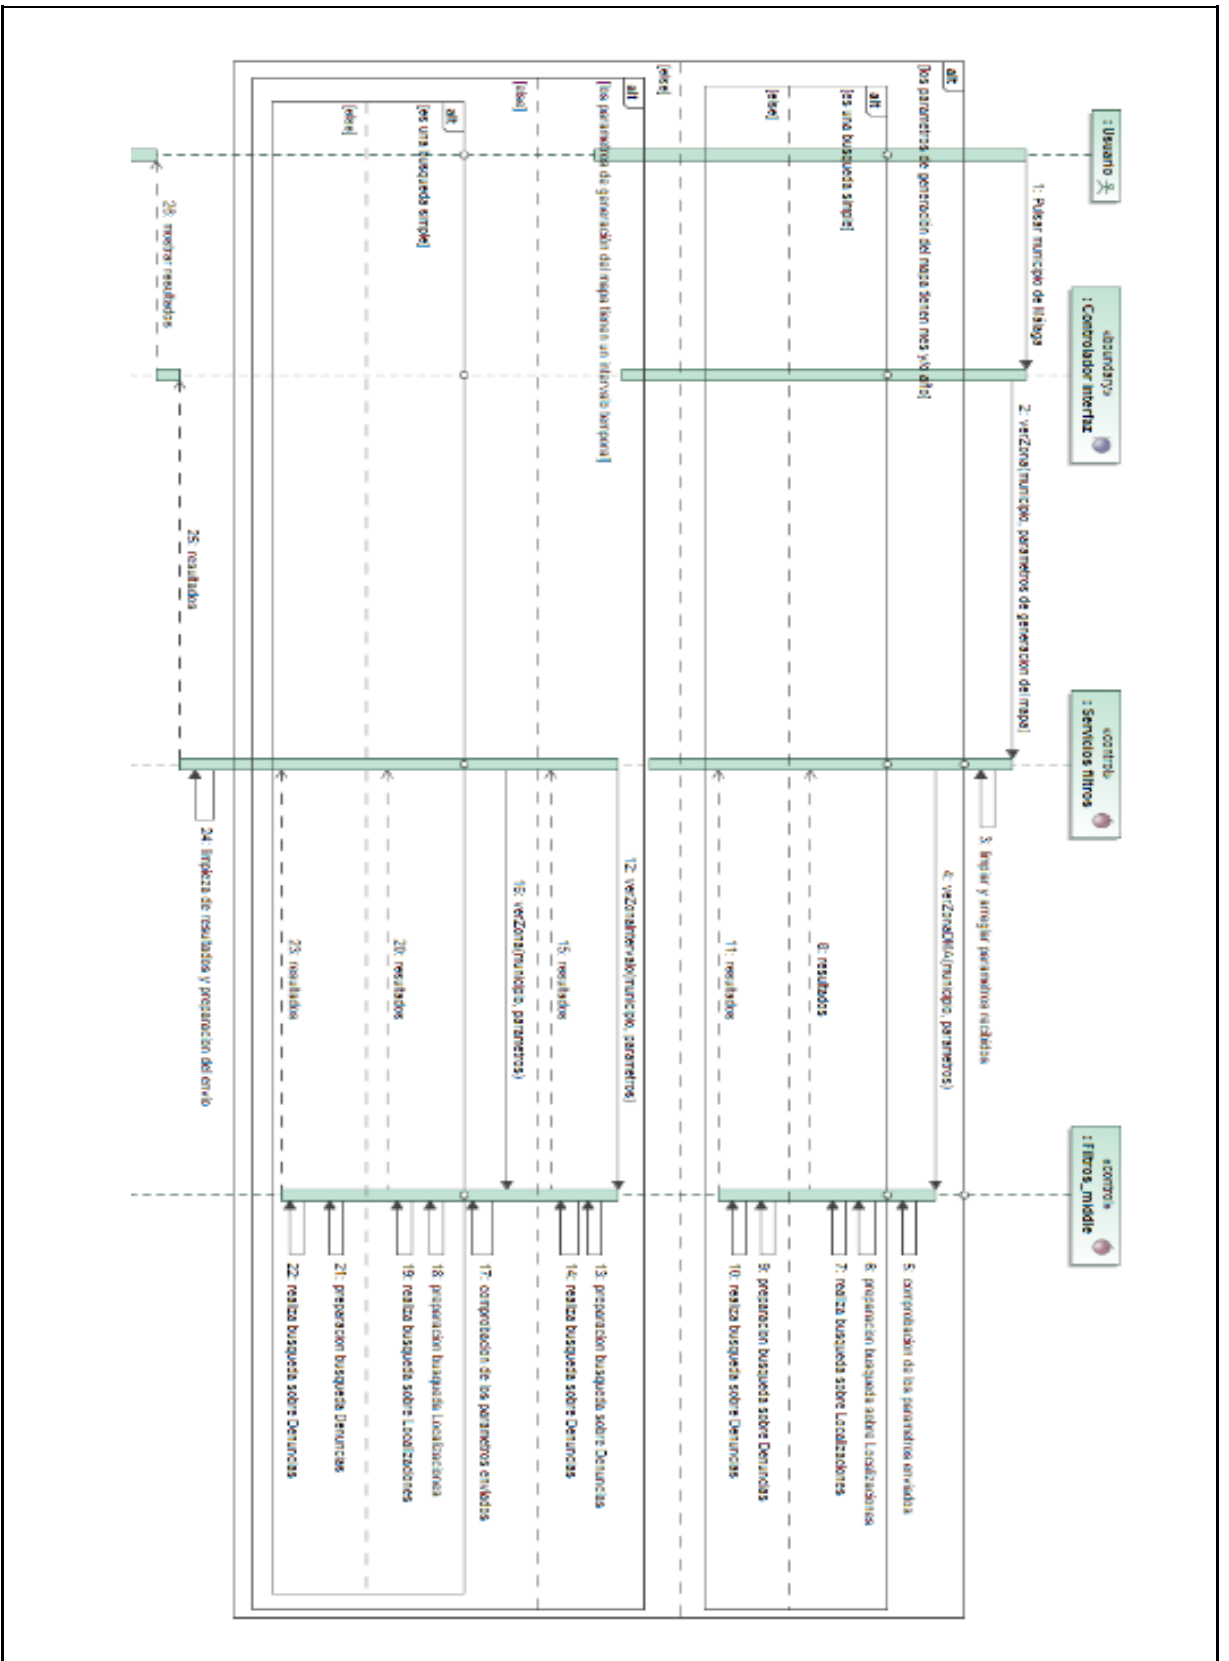 : Usuario
«boundary»
: Controlador interfaz
«control»
: Servicios filtros
«control»
: Filtros_middle
1: Pulsar municipio de Málaga
2: verZona(municipio, parametros de generacion del mapa)
3: limpiar y arreglar parametros recibidos
alt
[los parametros de generación del mapa tienen mes y/o año]
4: verZonaDMA(municipio, parametros)
5: comprobación de los parametros enviados
alt
[es una busqueda simple]
6: preparacion busqueda sobre Localizaciones
7: realiza busqueda sobre Localizaciones
8: resultados
[else]
9: preparacion busqueda sobre Denuncias
10: realiza busqueda sobre Denuncias
11: resultados
[else]
alt
[los parametros de generación del mapa tienen un intervalo temporal]
12: verZonaIntervalo(municipio, parametros)
13: preparacion busqueda sobre Denuncias
14: realiza busqueda sobre Denuncias
15: resultados
[else]
16: verZona(municipio, parametros)
17: comprobacion de los parametros enviados
alt
[es una busqueda simple]
18: preparacion busqueda Localizaciones
19: realiza busqueda sobre Localizaciones
20: resultados
[else]
21: preparacion busqueda Denuncias
22: realiza busqueda sobre Denuncias
23: resultados
24: limpieza de resultados y preparacion del envio
25: resultados
26: mostrar resultados